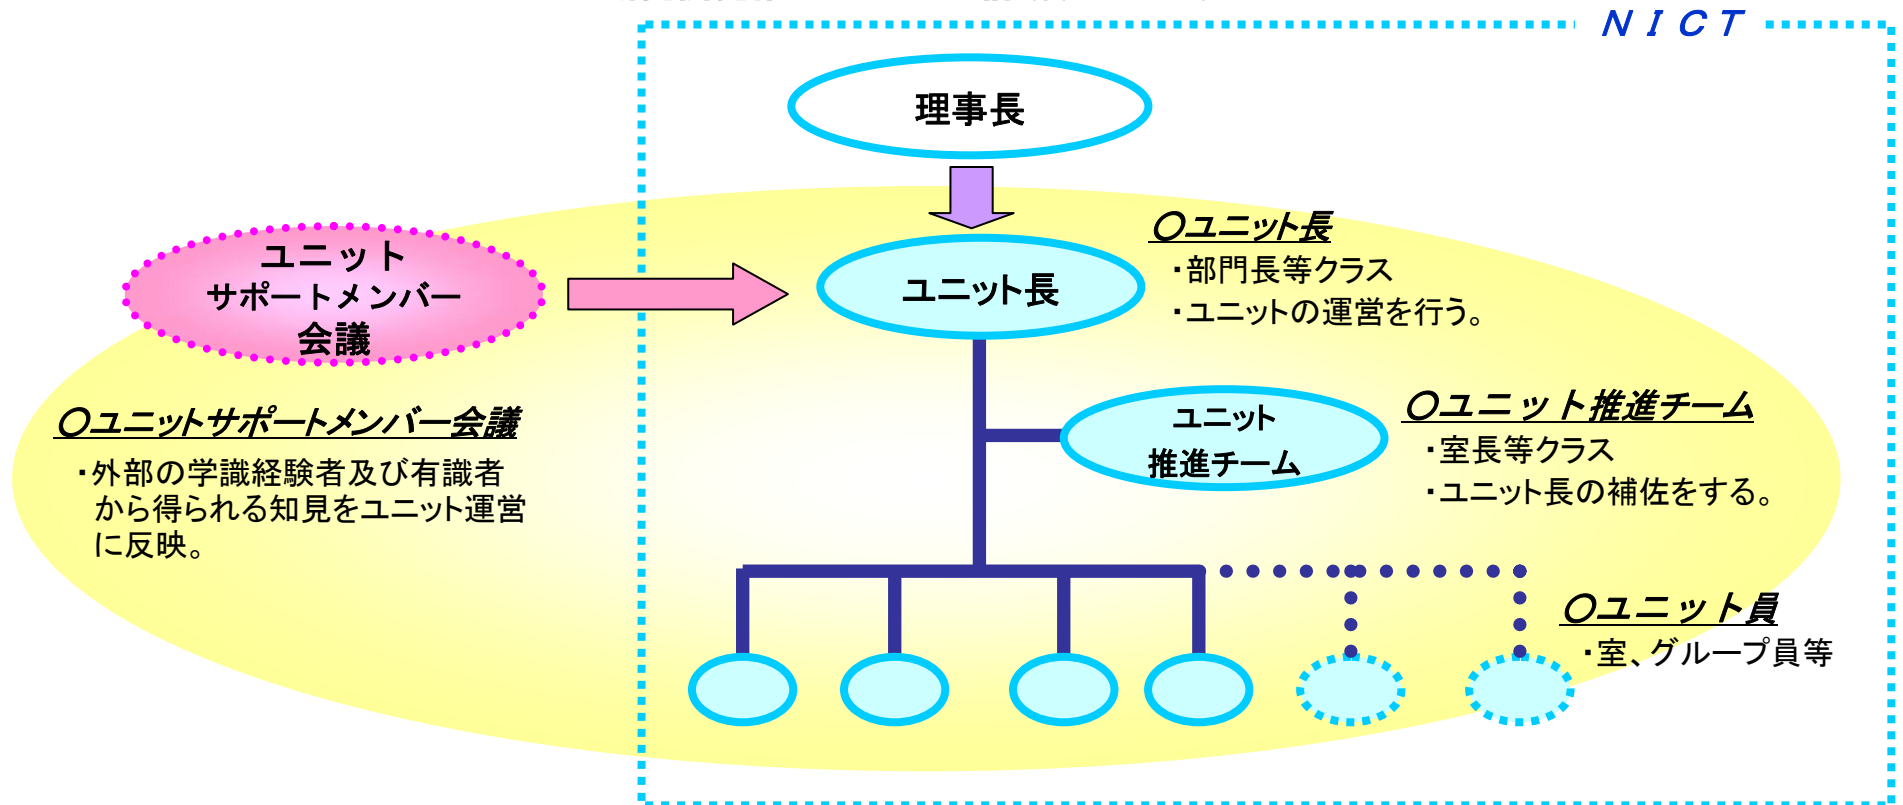 ＮＩＣＴ
理事長
ユニット
サポートメンバー
会議
ユニット長
○ユニット長
・部門長等クラス
・ユニットの運営を行う。
○ユニットサポートメンバー会議
・外部の学識経験者及び有識者
から得られる知見をユニット運営
に反映。
ユニット
推進チーム
○ユニット推進チーム
・室長等クラス
・ユニット長の補佐をする。
○ユニット員
・室、グループ員等